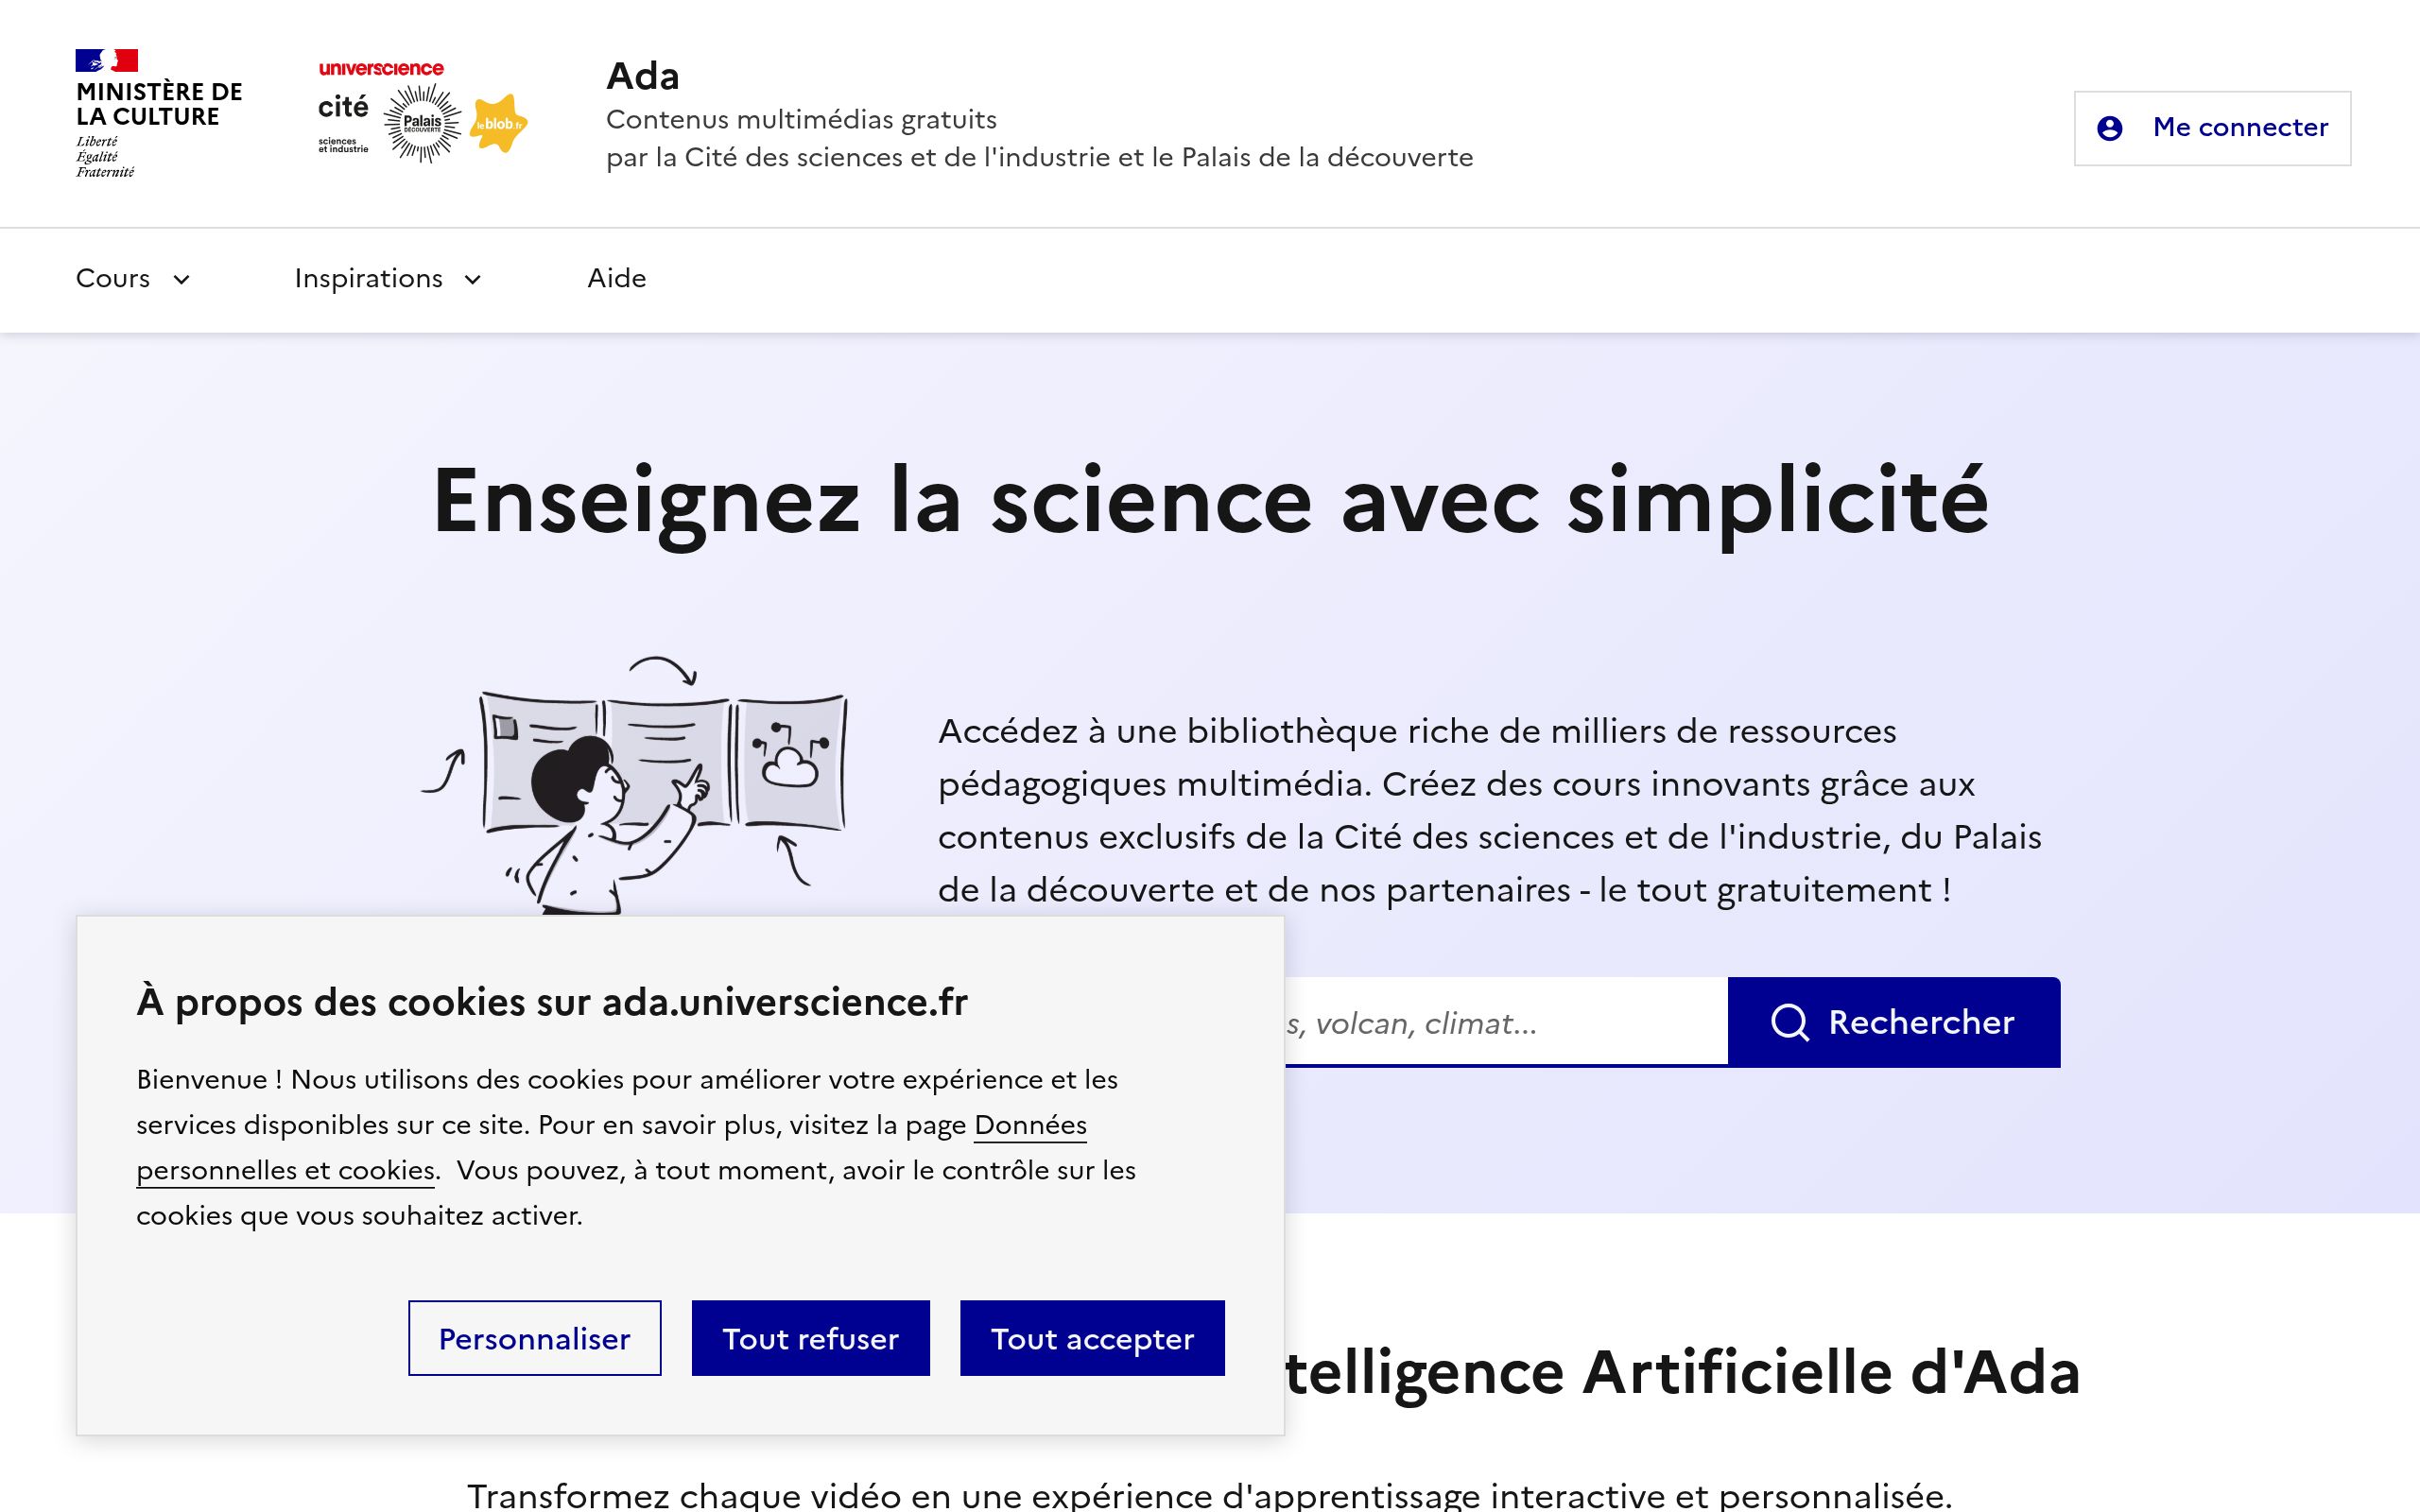 MINISTÈRE DE
LA CULTURE
Liberté
Égalité
Fraternité
universcience
cité
sciences
et industrie
Palais
DÉCOUVERTE
leblob.fr
Ada
Contenus multimédias gratuits
par la Cité des sciences et de l'industrie et le Palais de la découverte
Me connecter
Cours
Inspirations
Aide
Enseignez la science avec simplicité
Accédez à une bibliothèque riche de milliers de ressources
pédagogiques multimédia. Créez des cours innovants grâce aux
contenus exclusifs de la Cité des sciences et de l'industrie, du Palais
de la découverte et de nos partenaires - le tout gratuitement !
s, volcan, climat...
Rechercher
À propos des cookies sur ada.universcience.fr
Bienvenue ! Nous utilisons des cookies pour améliorer votre expérience et les
services disponibles sur ce site. Pour en savoir plus, visitez la page Données
personnelles et cookies.  Vous pouvez, à tout moment, avoir le contrôle sur les
cookies que vous souhaitez activer.
Personnaliser
Tout refuser
Tout accepter
telligence Artificielle d'Ada
Transformez chaque vidéo en une expérience d'apprentissage interactive et personnalisée.